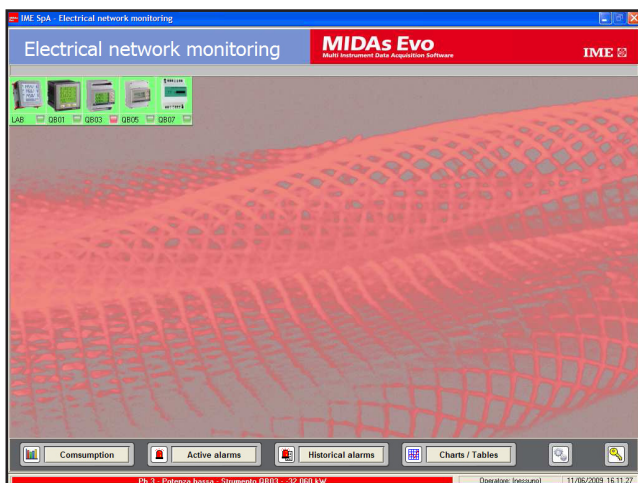 IME SpA - Electrical network monitoring
Electrical network monitoring
MIDAs Evo
Multi Instrument Data Acquisition Software
IME
LAB QB01 QB03 QB05 QB07
Comsumption Active alarms Historical alarms Charts / Tables
Ph 3 - Potenza bassa - Strumento QB03 - -32.060 kW Operatore: [nessuno] 11/06/2009 16.11.27